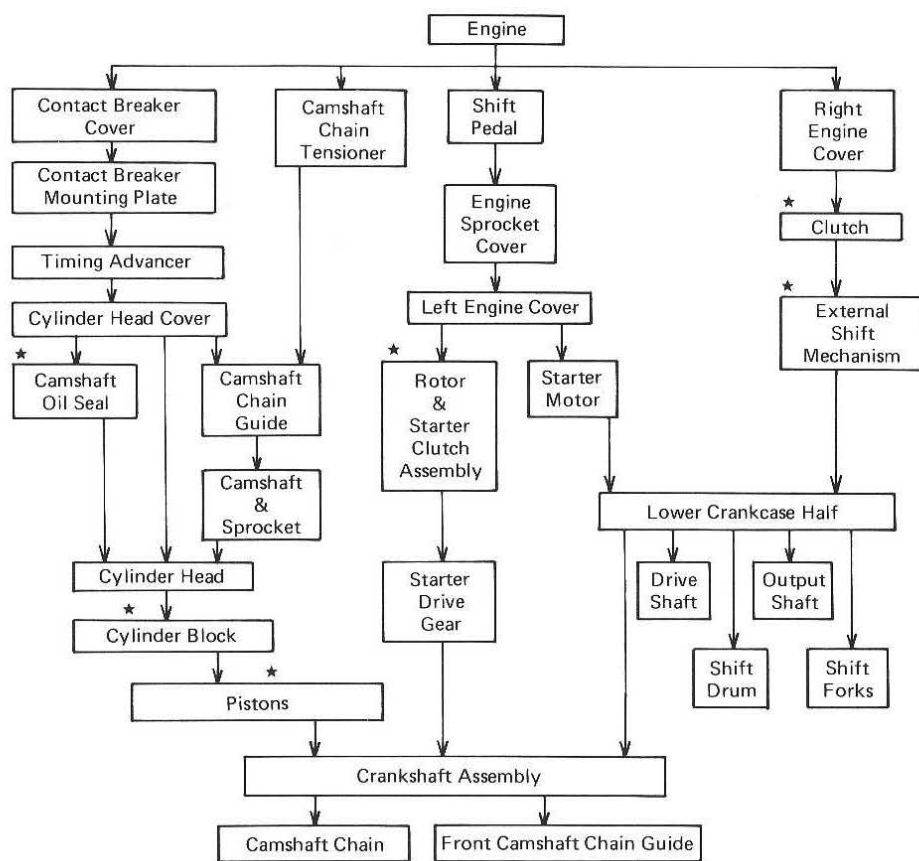 Engine
Contact Breaker
Cover
Camshaft
Chain
Tensioner
Shift
Pedal
Right
Engine
Cover
Contact Breaker
Mounting Plate
Engine
Sprocket
Cover
★
Clutch
Timing Advancer
Cylinder Head Cover
Left Engine Cover
★
External
Shift
Mechanism
★
Camshaft
Oil Seal
Camshaft
Chain
Guide
★
Rotor
&
Starter
Clutch
Assembly
Starter
Motor
Camshaft
&
Sprocket
Lower Crankcase Half
Cylinder Head
Starter
Drive
Gear
Drive
Shaft
Output
Shaft
★
Cylinder Block
Shift
Drum
Shift
Forks
★
Pistons
Crankshaft Assembly
Camshaft Chain
Front Camshaft Chain Guide